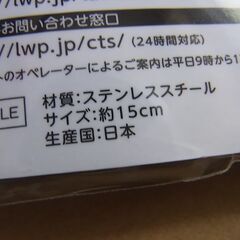 //lwp.jp/
お問い合わせ窓口
//lwp.jp/cts/ (24時間対応)
トのオペレーターによるご案内は平日9時から1
LE
材質：ステンレススチール
サイズ：約15cm
生産国：日本